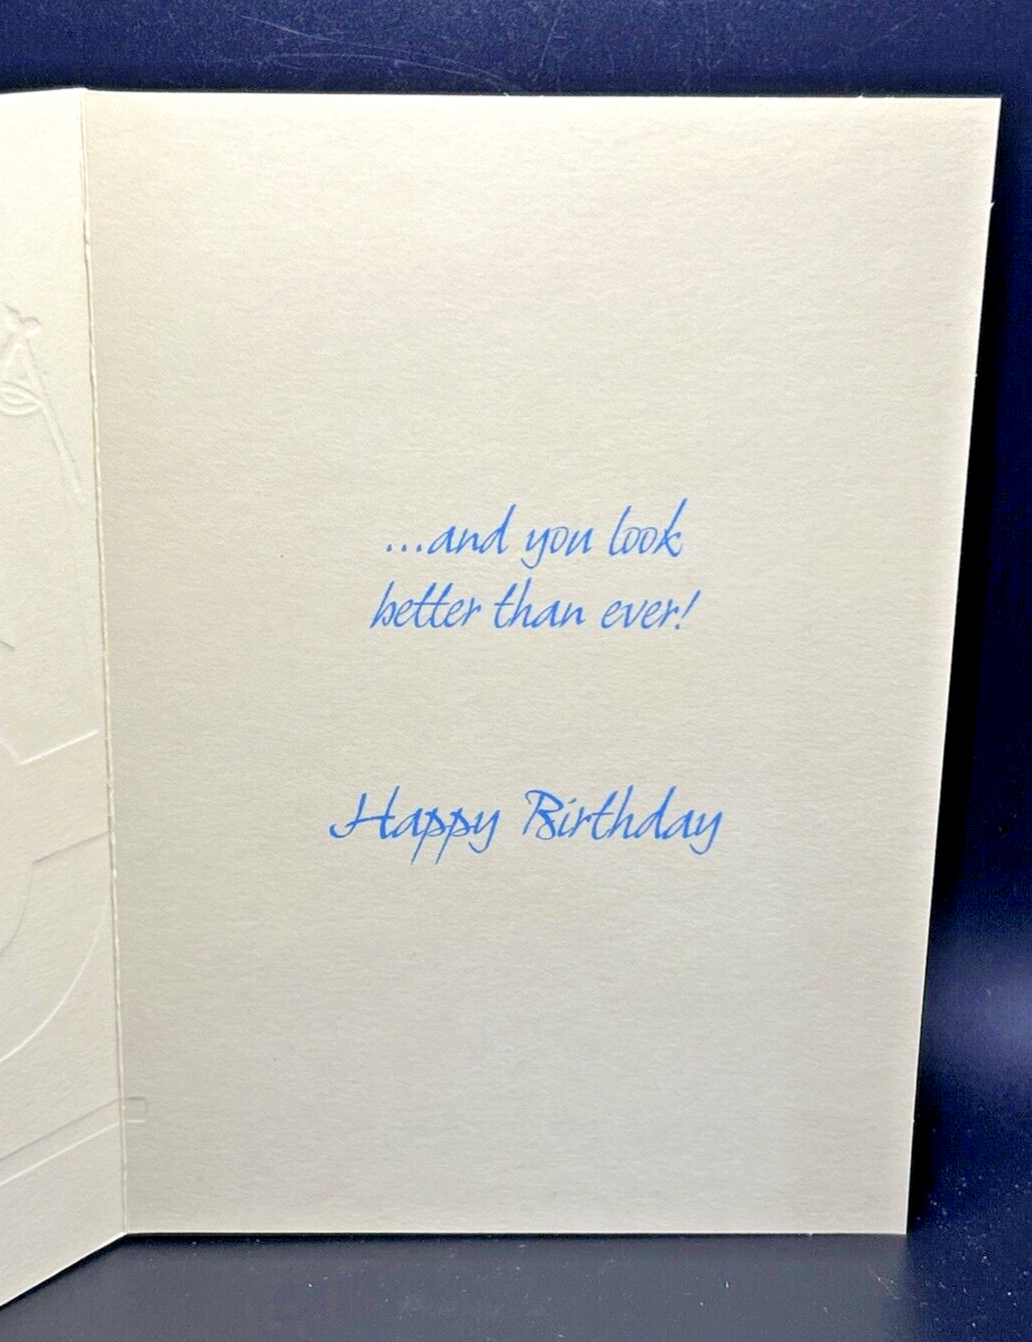 ...and you look
better than ever!
Happy Birthday